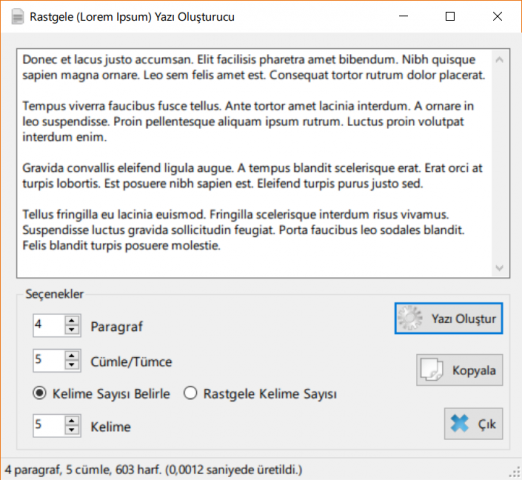 Rastgele (Lorem Ipsum) Yazı Oluşturucu
Donec et lacus justo accumsan. Elit facilisis pharetra amet bibendum. Nibh quisque
sapien magna ornare. Leo sem felis amet est. Consequat tortor rutrum dolor placerat.
Tempus viverra faucibus fusce tellus. Ante tortor amet lacinia interdum. A ornare in
leo suspendisse. Proin pellentesque aliquam ipsum rutrum. Luctus proin volutpat
interdum enim.
Gravida convallis eleifend ligula augue. A tempus blandit scelerisque erat. Erat orci at
turpis lobortis. Est posuere nibh sapien est. Eleifend turpis purus justo sed.
Tellus fringilla eu lacinia euismod. Fringilla scelerisque interdum risus vivamus.
Suspendisse luctus gravida sollicitudin feugiat. Porta faucibus leo sodales blandit.
Felis blandit turpis posuere molestie.
Seçenekler
4 Paragraf
Yazı Oluştur
5 Cümle/Tümce
Kopyala
Kelime Sayısı Belirle Rastgele Kelime Sayısı
5 Kelime
Çık
4 paragraf, 5 cümle, 603 harf. (0,0012 saniyede üretildi.)